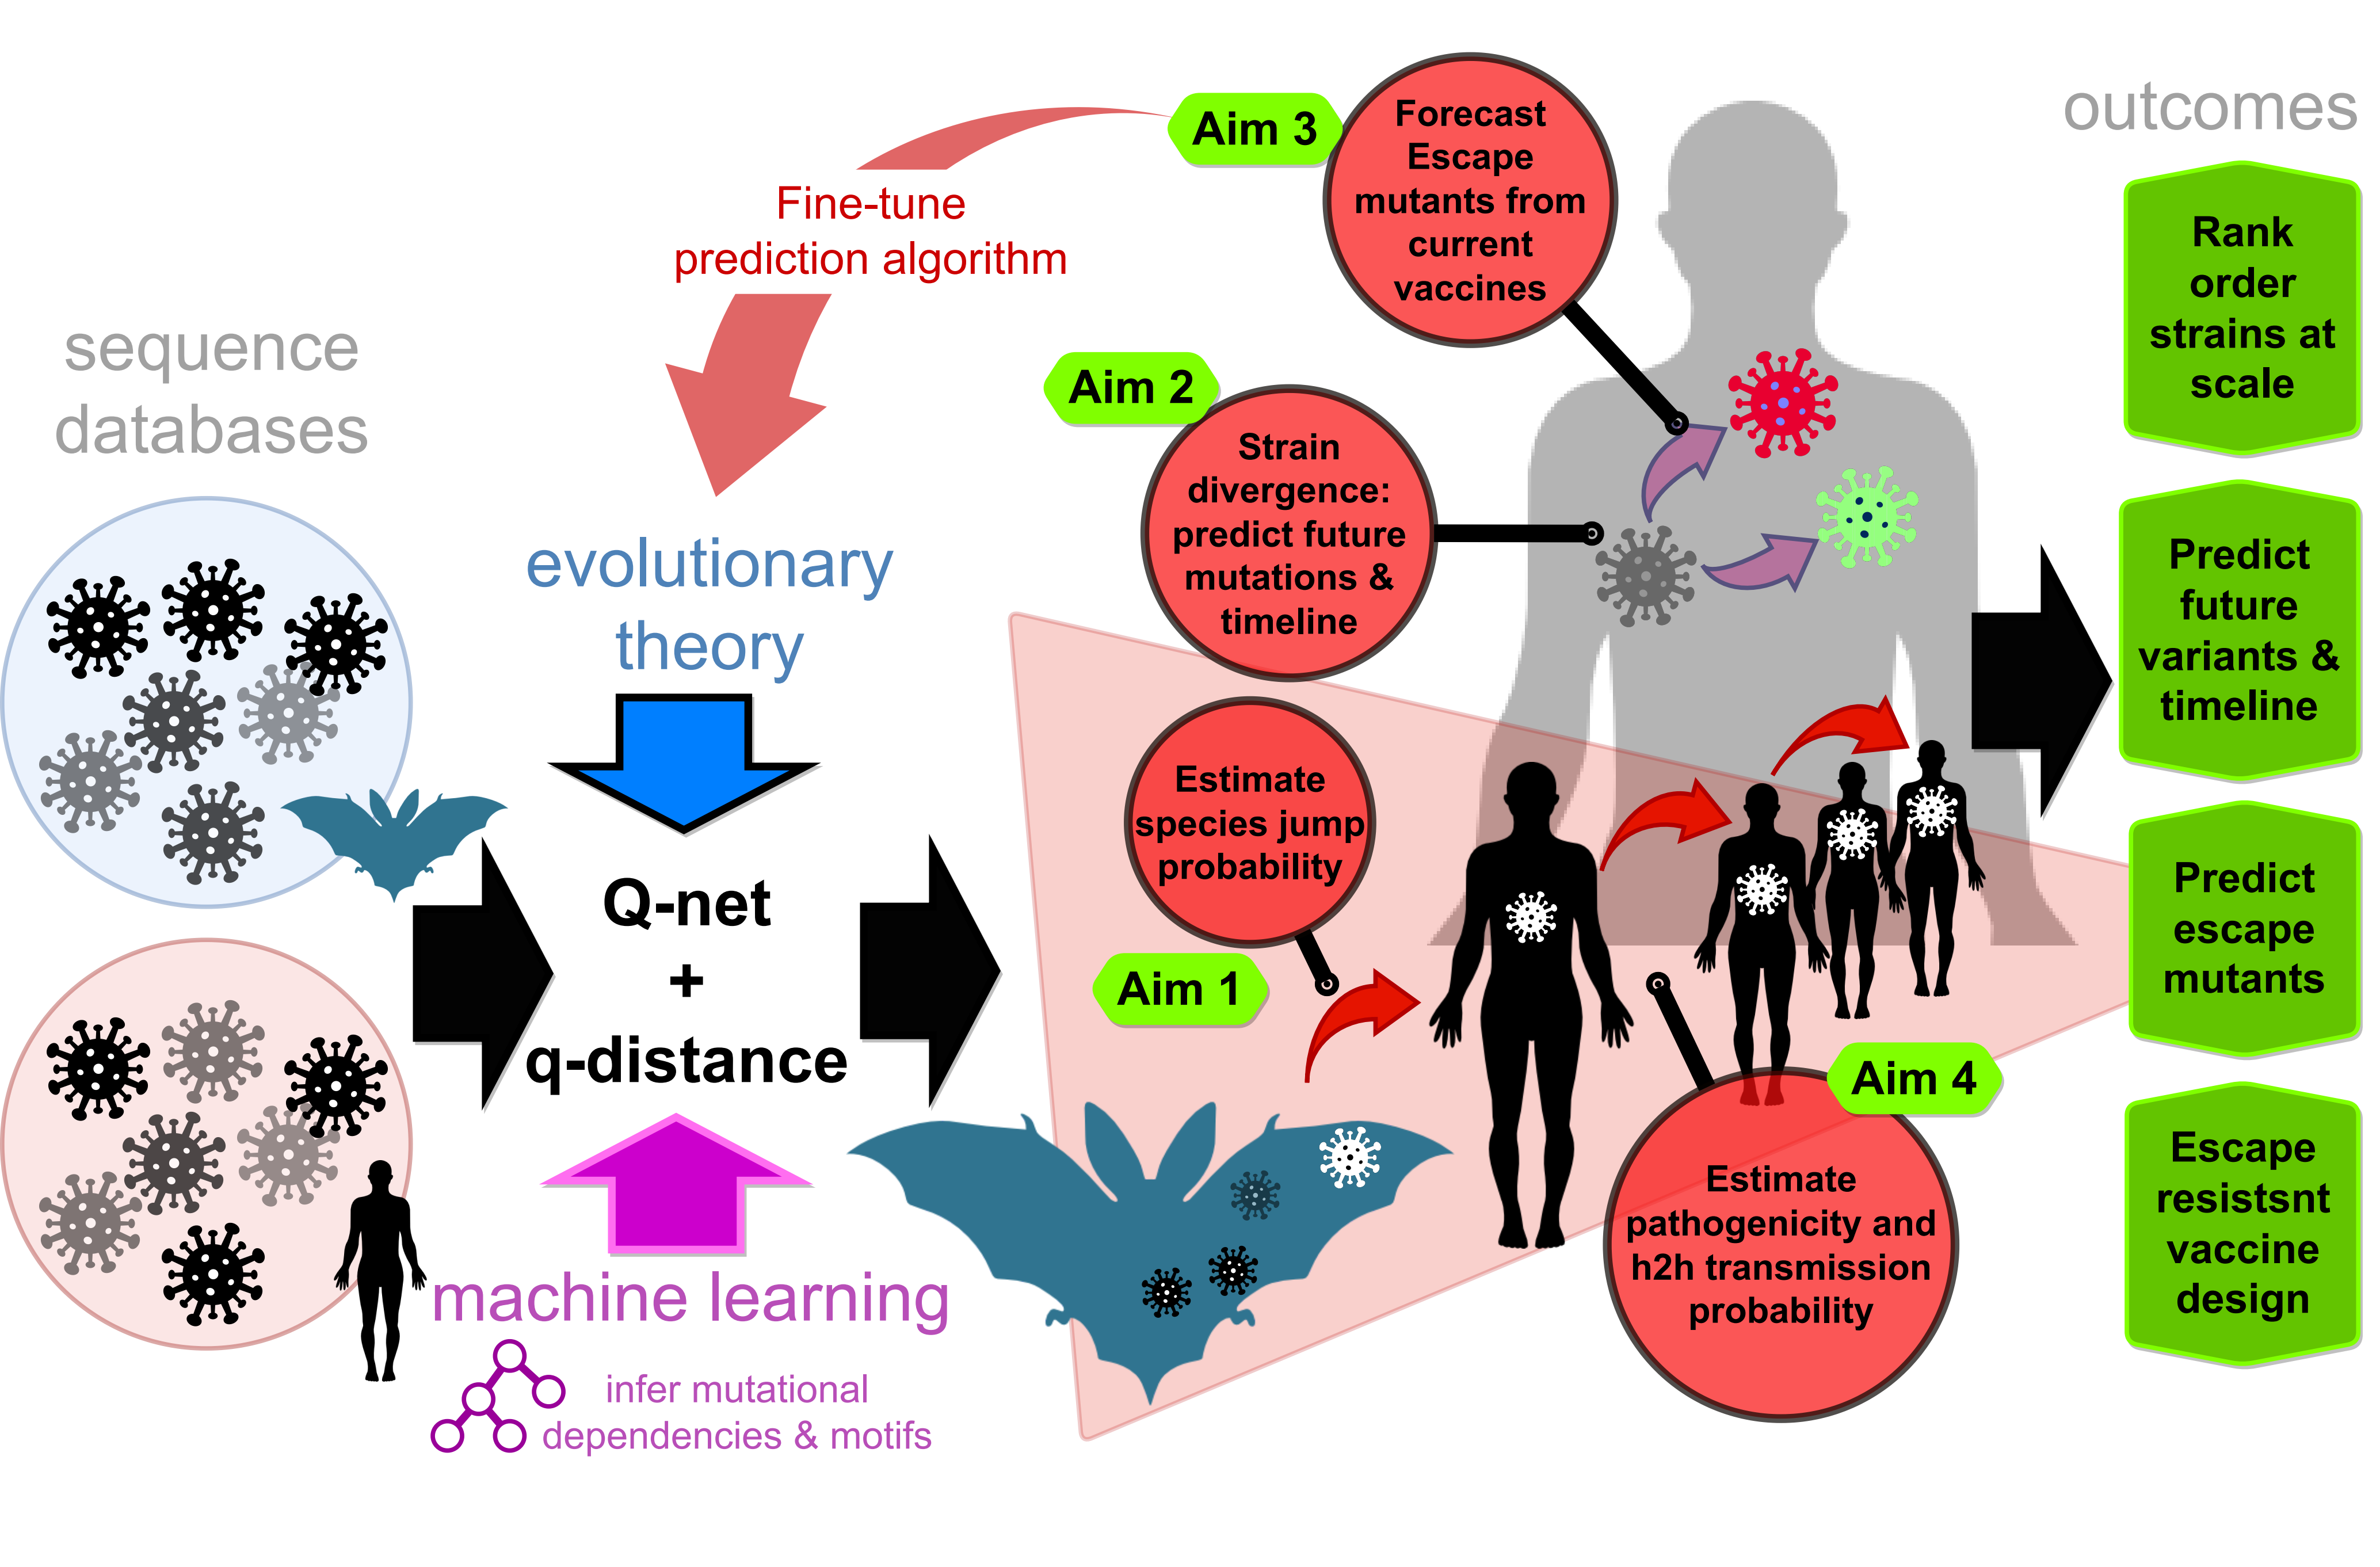 sequence
databases
Fine-tune
prediction algorithm
evolutionary
theory
Q-net
+
q-distance
machine learning
infer mutational
dependencies & motifs
Aim 3
Forecast
Escape
mutants from
current
vaccines
Aim 2
Strain
divergence:
predict future
mutations &
timeline
Estimate
species jump
probability
Aim 1
Aim 4
Estimate
pathogenicity and
h2h transmission
probability
outcomes
Rank
order
strains at
scale
Predict
future
variants &
timeline
Predict
escape
mutants
Escape
resistsnt
vaccine
design